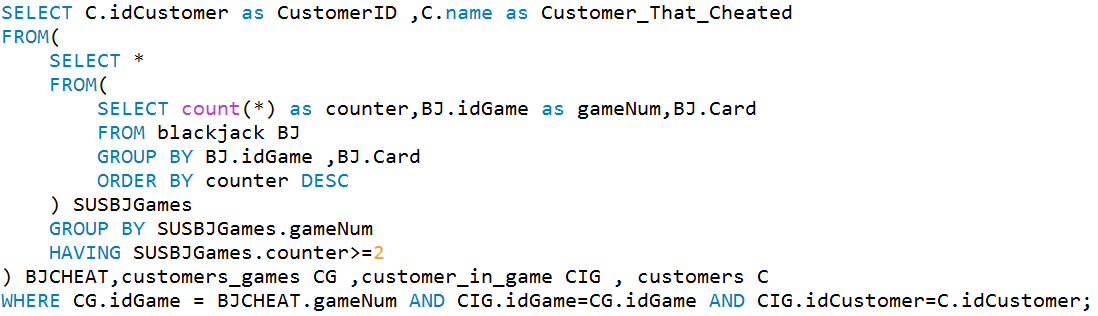 SELECT C.idCustomer as CustomerID ,C.name as Customer_That_Cheated
FROM(
    SELECT *
    FROM(
        SELECT count(*) as counter,BJ.idGame as gameNum,BJ.Card
        FROM blackjack BJ
        GROUP BY BJ.idGame ,BJ.Card
        ORDER BY counter DESC
    ) SUSBJGames
    GROUP BY SUSBJGames.gameNum
    HAVING SUSBJGames.counter>=2
) BJCHEAT,customers_games CG ,customer_in_game CIG , customers C
WHERE CG.idGame = BJCHEAT.gameNum AND CIG.idGame=CG.idGame AND CIG.idCustomer=C.idCustomer;